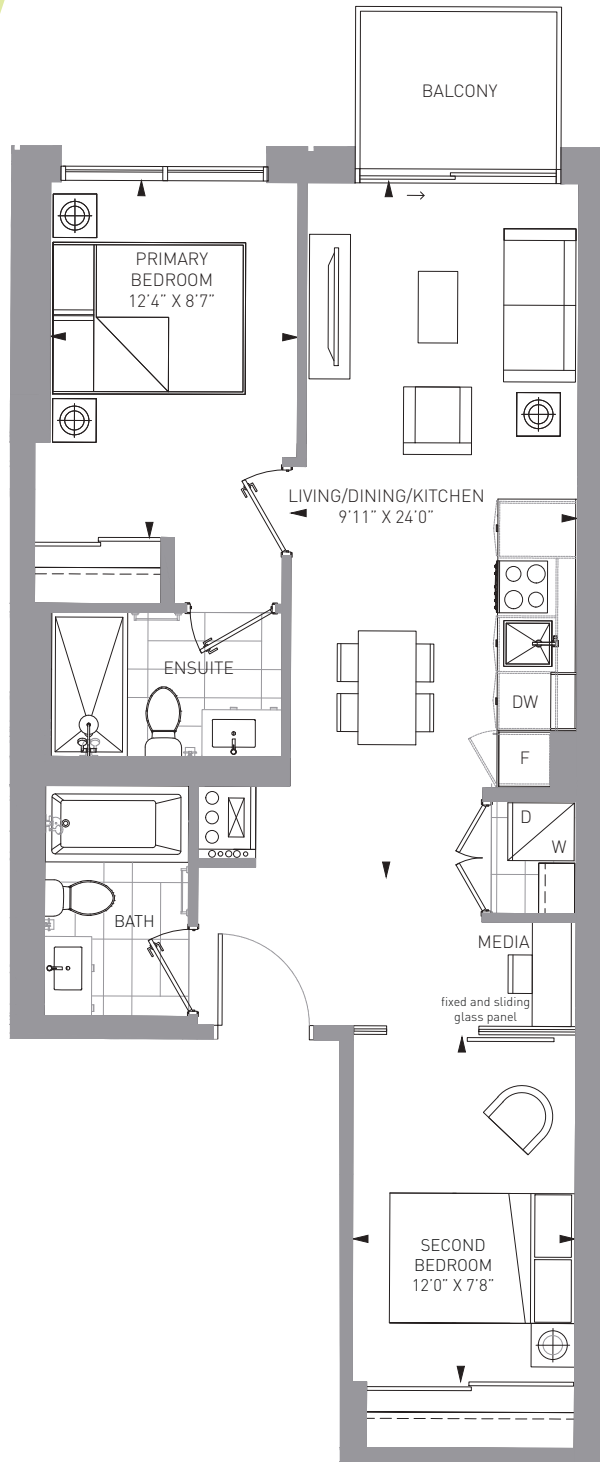 BALCONY
PRIMARY
BEDROOM
12'4" X 8'7"
LIVING/DINING/KITCHEN
9'11" X 24'0"
ENSUITE
DW
F
D
W
BATH
MEDIA
fixed and sliding
glass panel
SECOND
BEDROOM
12'0" X 7'8"